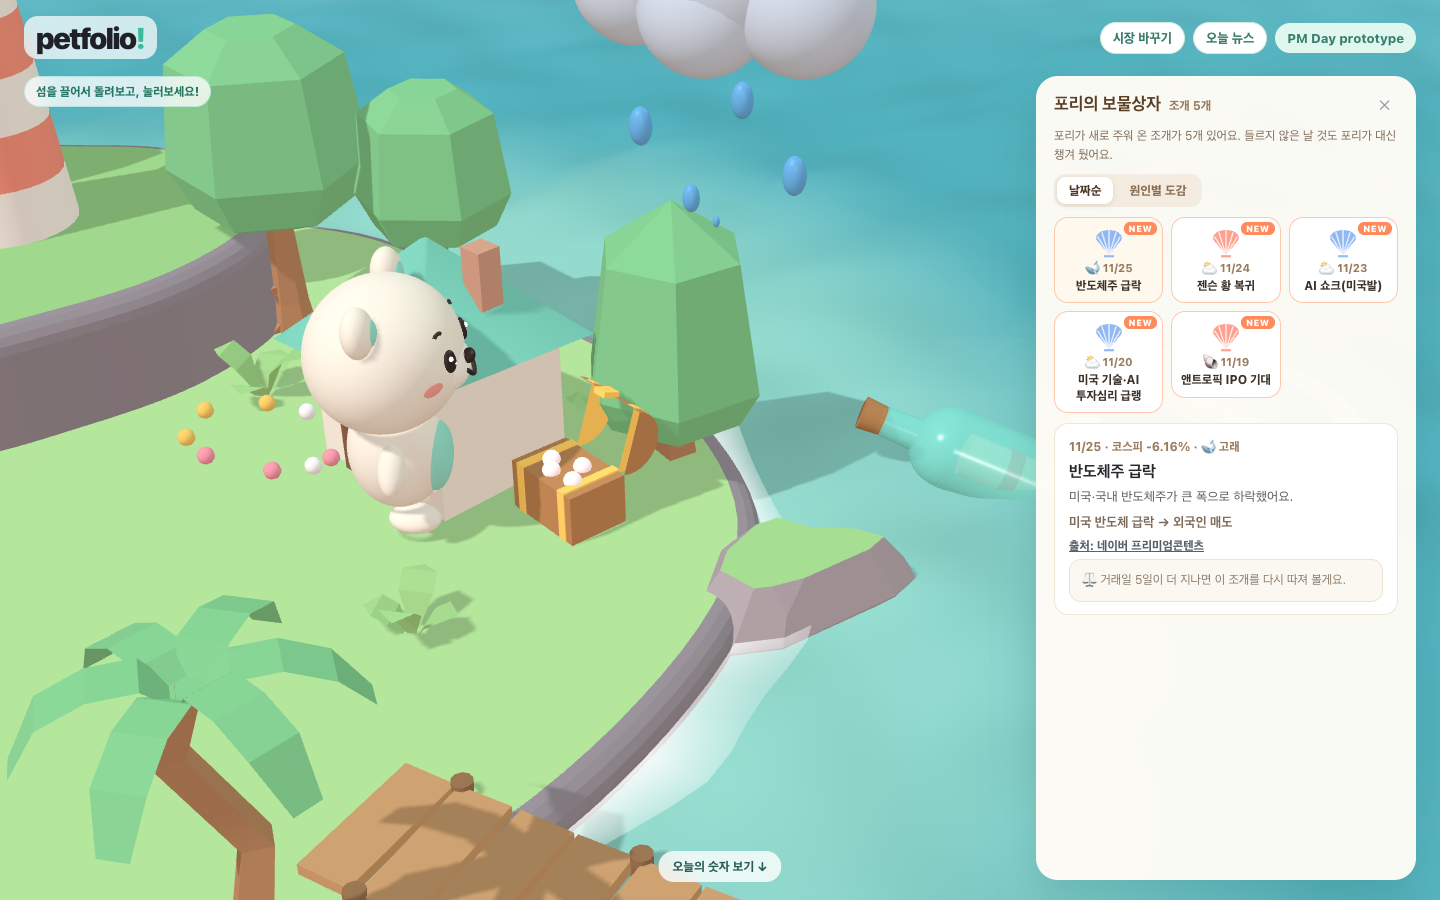 petfolio!
섬을 끌어서 돌려보고, 눌러보세요!
시장 바꾸기
오늘 뉴스
PM Day prototype
포리의 보물상자 조개 5개
포리가 새로 주워 온 조개가 5개 있어요. 들르지 않은 날 것도 포리가 대신
챙겨 뒀어요.
날짜순
원인별 도감
NEW
11/25
반도체주 급락
NEW
11/24
젠슨 황 복귀
NEW
11/23
AI 쇼크(미국발)
NEW
11/20
미국 기술·AI
투자심리 급랭
NEW
11/19
앤트로픽 IPO 기대
11/25 · 코스피 -6.16% · 고래
반도체주 급락
미국·국내 반도체주가 큰 폭으로 하락했어요.
미국 반도체 급락 → 외국인 매도
출처: 네이버 프리미엄콘텐츠
거래일 5일이 더 지나면 이 조개를 다시 따져 볼게요.
오늘의 숫자 보기 ↓